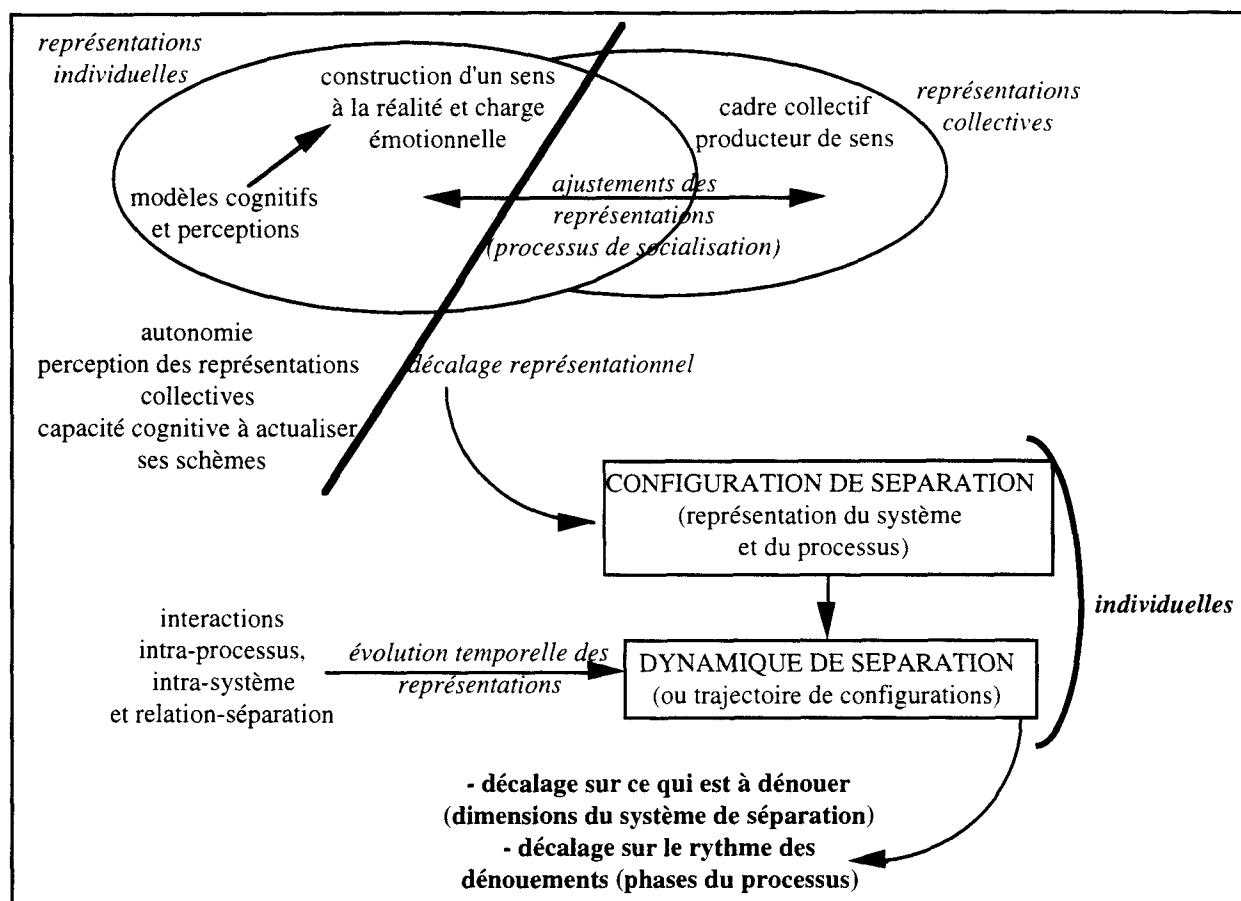 représentations
individuelles
construction d'un sens
à la réalité et charge
émotionnelle
cadre collectif
producteur de sens
représentations
collectives
modèles cognitifs
et perceptions
ajustements des
représentations
(processus de socialisation)
autonomie
perception des représentations
collectives
capacité cognitive à actualiser
ses schèmes
décalage représentationnel
CONFIGURATION DE SEPARATION
(représentation du système
et du processus)
individuelles
interactions
intra-processus,
intra-système
et relation-séparation
évolution temporelle des
représentations
DYNAMIQUE DE SEPARATION
(ou trajectoire de configurations)
- décalage sur ce qui est à dénouer
(dimensions du système de séparation)
- décalage sur le rythme des
dénouements (phases du processus)